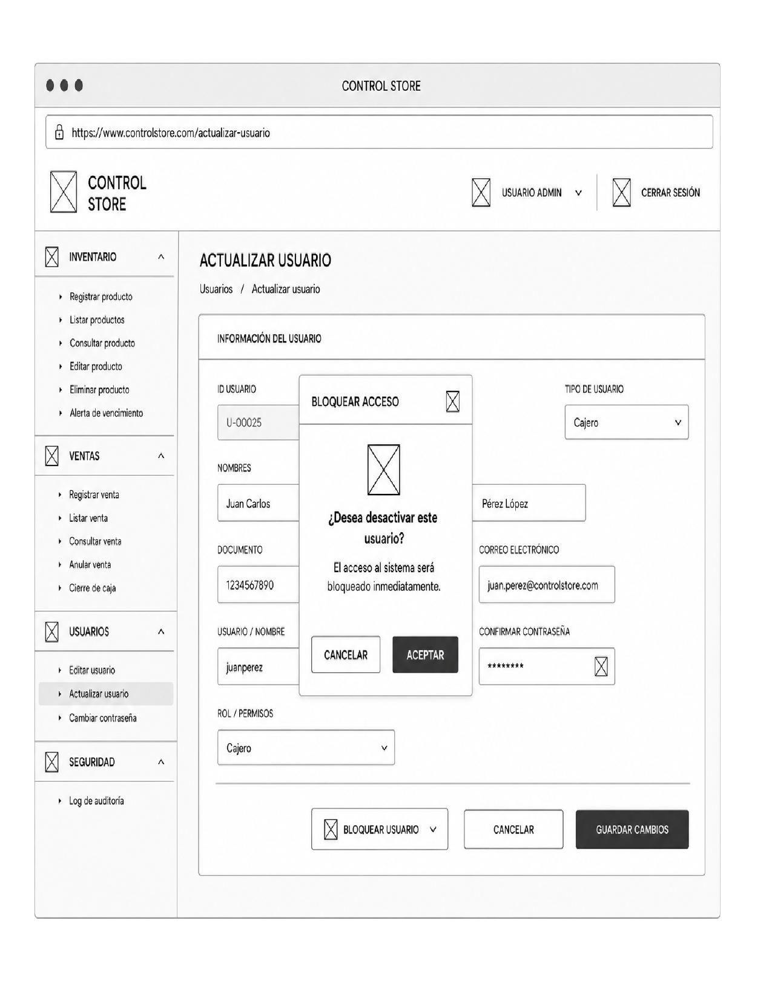 CONTROL STORE
https://www.controlstore.com/actualizar-usuario
CONTROL
STORE
USUARIO ADMIN
CERRAR SESIÓN
INVENTARIO
Registrar producto
Listar productos
Consultar producto
Editar producto
Eliminar producto
Alerta de vencimiento
VENTAS
Registrar venta
Listar venta
Consultar venta
Anular venta
Cierre de caja
USUARIOS
Editar usuario
Actualizar usuario
Cambiar contraseña
SEGURIDAD
Log de auditoría
ACTUALIZAR USUARIO
Usuarios / Actualizar usuario
INFORMACIÓN DEL USUARIO
ID USUARIO
U-00025
TIPO DE USUARIO
Cajero
NOMBRES
Juan Carlos
Pérez López
DOCUMENTO
1234567890
CORREO ELECTRÓNICO
juan.perez@controlstore.com
USUARIO / NOMBRE
juanperez
CONFIRMAR CONTRASEÑA
********
ROL / PERMISOS
Cajero
BLOQUEAR ACCESO
¿Desea desactivar este
usuario?
El acceso al sistema será
bloqueado inmediatamente.
CANCELAR
ACEPTAR
BLOQUEAR USUARIO
CANCELAR
GUARDAR CAMBIOS